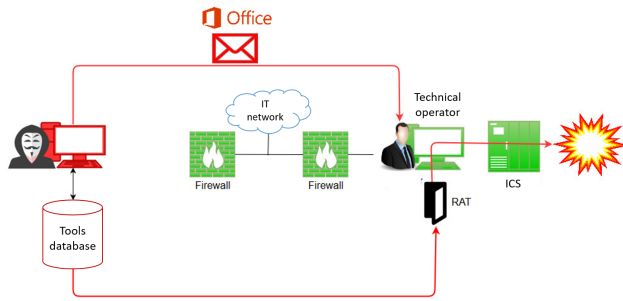 Office
IT
network
Technical
operator
Firewall
Firewall
ICS
RAT
Tools
database